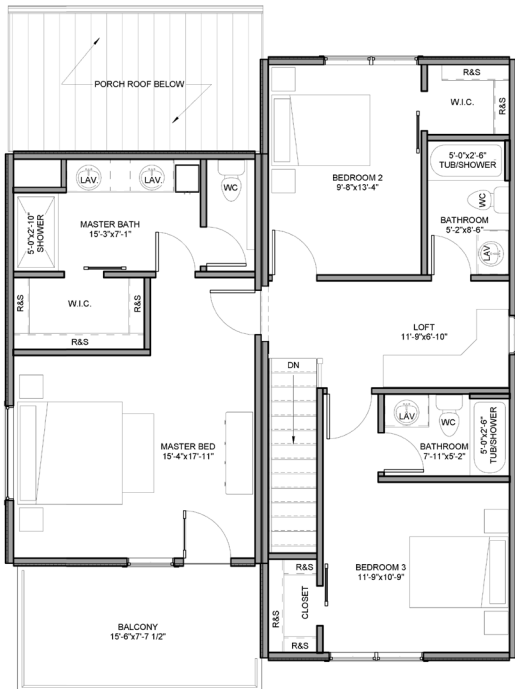 PORCH ROOF BELOW
R&S
W.I.C.
R&S
BEDROOM 2
9'-8"x13'-4"
5'-0"x2'-6"
TUB/SHOWER
WC
BATHROOM
5'-2"x8'-6"
LAV
LAV.
LAV.
WC
MASTER BATH
15'-3"x7'-1"
5'-0"x2'-10"
SHOWER
R&S
W.I.C.
R&S
R&S
LOFT
11'-9"x6'-10"
DN
MASTER BED
15'-4"x17'-11"
LAV
WC
BATHROOM
7'-11"x5'-2"
5'-0"x2'-6"
TUB/SHOWER
BEDROOM 3
11'-9"x10'-9"
R&S
CLOSET
R&S
R&S
BALCONY
15'-6"x7'-7 1/2"